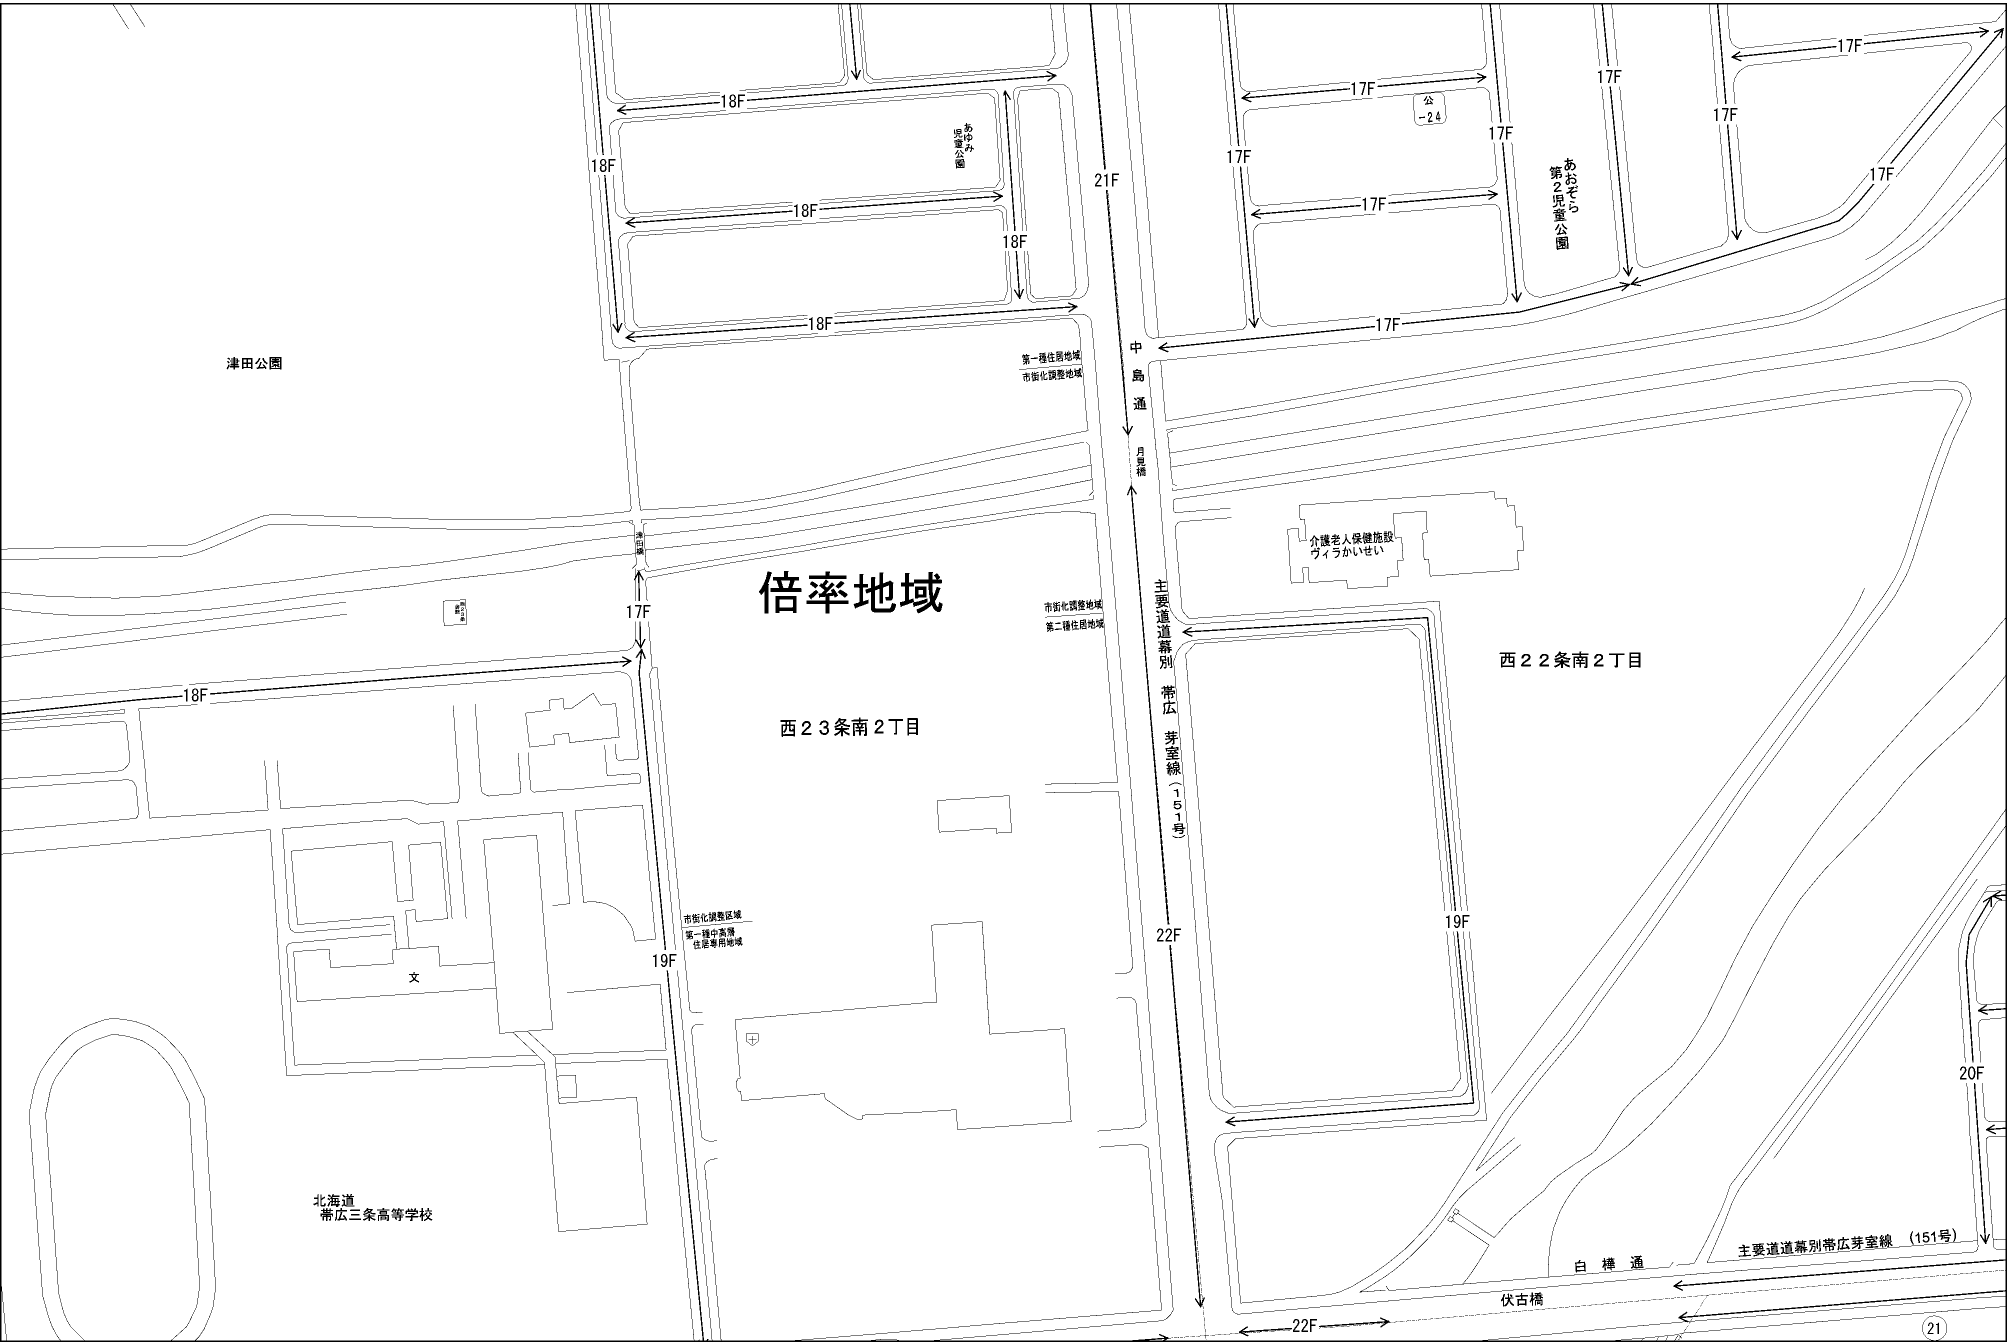 17F
17F
17F
17F
公
-24
18F
17F
17F
あゆみ
児童公園
17F
18F
あおぞら
第2児童公園
17F
21F
17F
18F
18F
18F
17F
中島通
第一種住居地域
市街化調整地域
津田公園
月見橋
津田橋
介護老人保健施設
ヴィラかいせい
倍率地域
17F
市街化調整地域
第二種住居地域
主要道道幕別 帯広 芽室線(151号)
西22条南2丁目
18F
西23条南2丁目
市街化調整区域
第一種中高層
住居専用地域
22F
19F
19F
文
20F
北海道
帯広三条高等学校
主要道道幕別帯広芽室線 (151号)
白樺通
伏古橋
22F
21